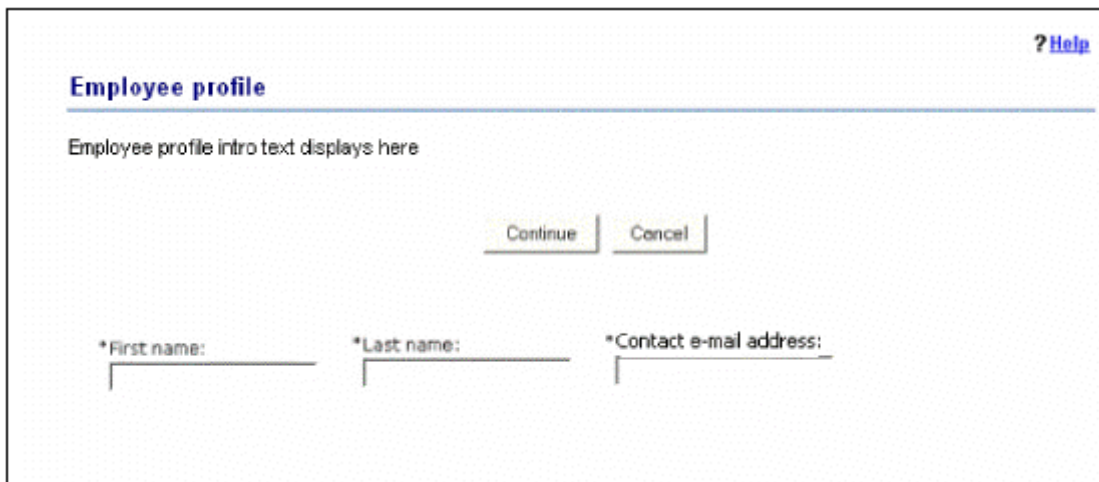 ? Help
Employee profile
Employee profile intro text displays here
Continue Cancel
*First name: *Last name: *Contact e-mail address: